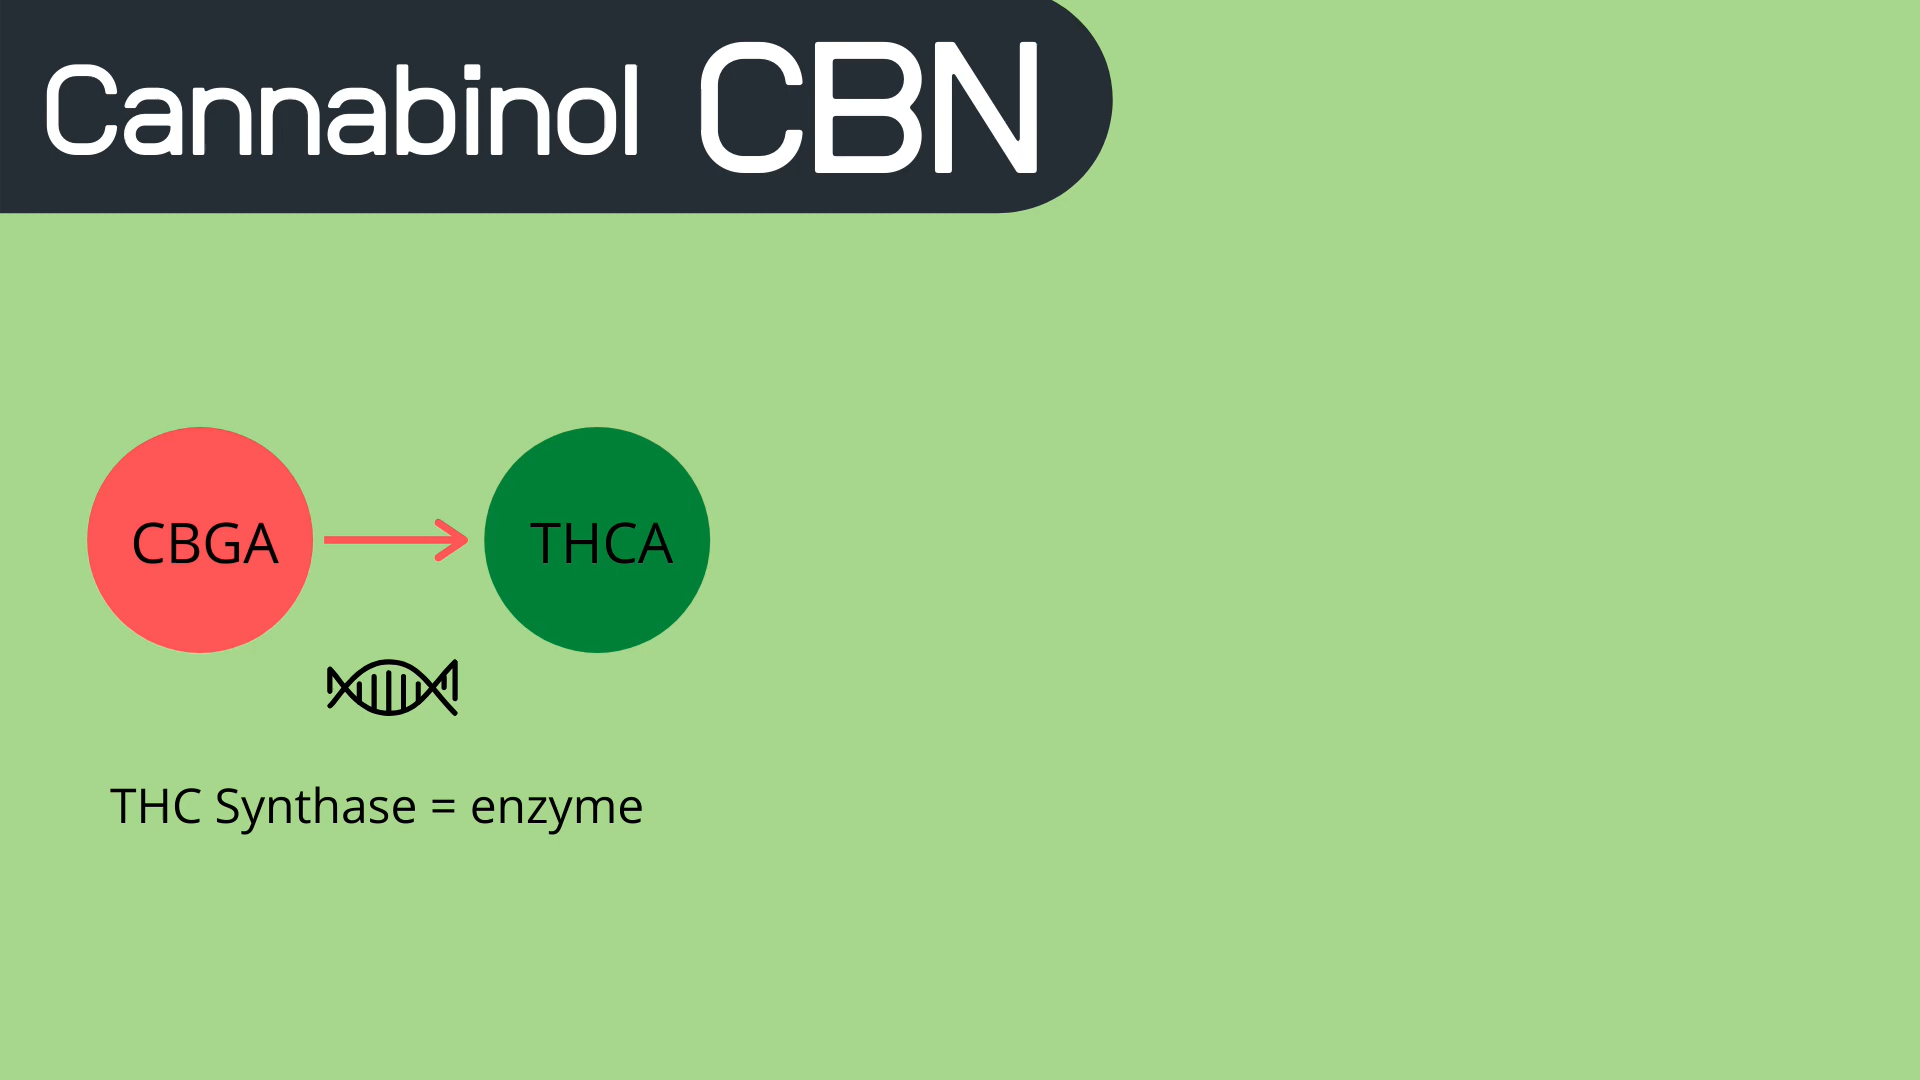 Cannabinol CBN
CBGA
THCA
THC Synthase = enzyme